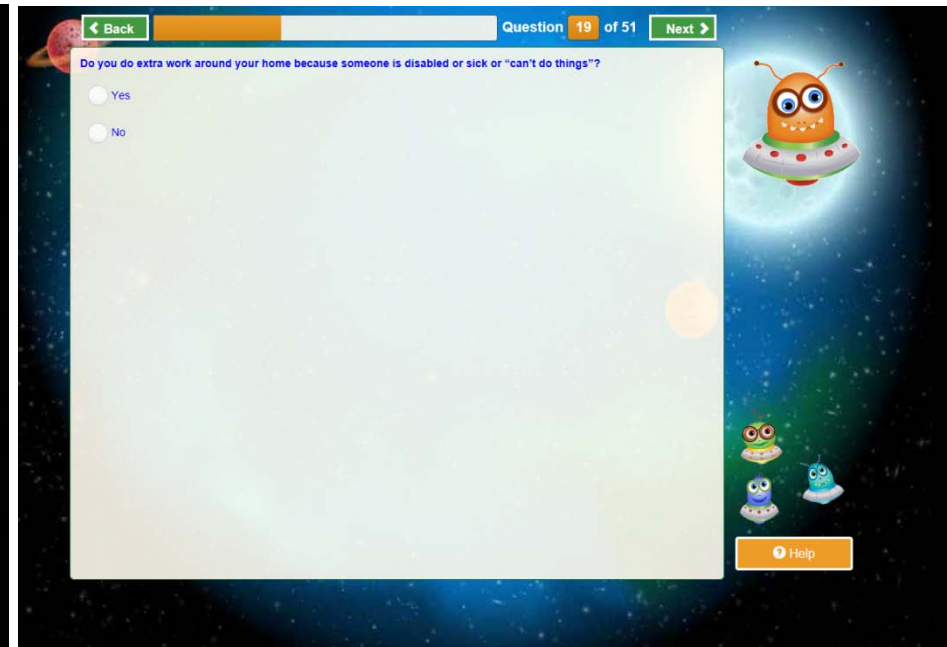 Back
Question 19 of 51
Next
Do you do extra work around your home because someone is disabled or sick or “can’t do things”?
Yes
No
Help